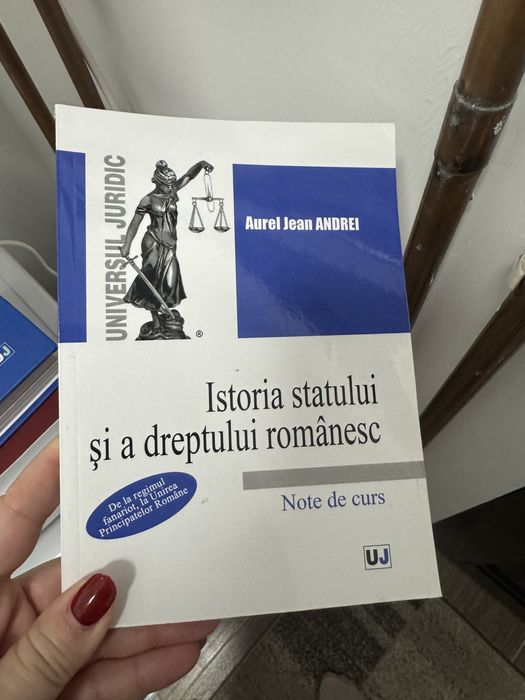 UNIVERSUL JURIDIC
®
Aurel Jean ANDREI
Istoria statului
şi a dreptului românesc
De la regimul
fanariot, la Unirea
Principatelor Române
Note de curs
UJ
UJ